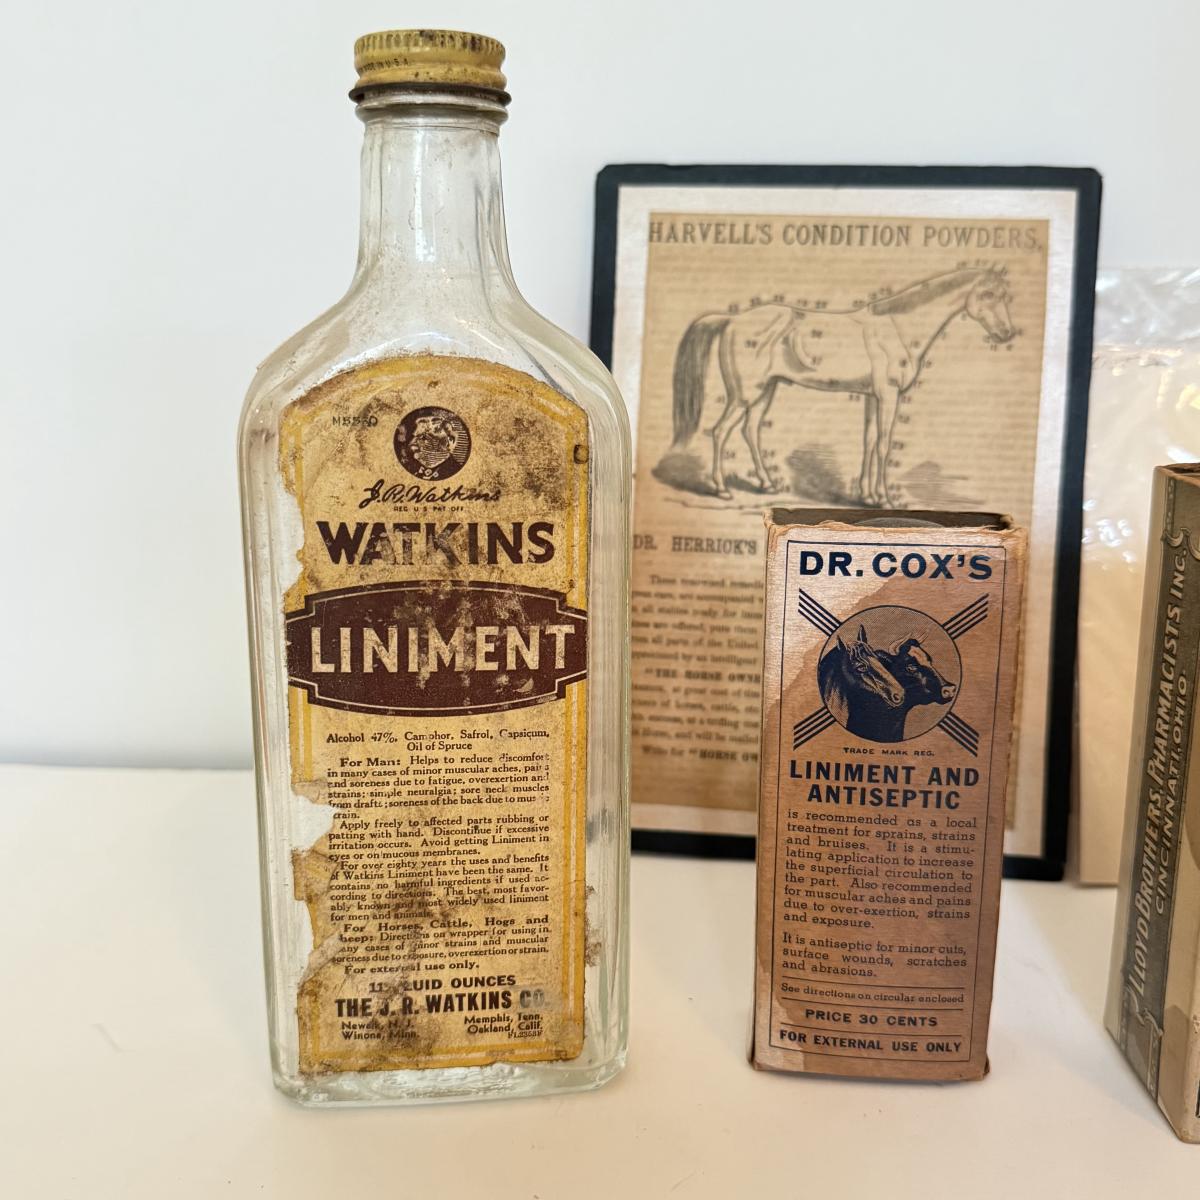 MADE IN U.S.A.
J.R. Watkins
REG. U.S. PAT. OFF.
WATKINS
LINIMENT
Alcohol 47%. Camphor, Safrol, Capsicum,
Oil of Spruce
For Man: Helps to reduce discomfort
in many cases of minor muscular aches, pains
and soreness due to fatigue, overexertion and
strains; simple neuralgia; sore neck muscles
from drafts; soreness of the back due to
Apply freely to affected parts rubbing or
patting with hand. Discontinue if excessive
irritation occurs. Avoid getting Liniment in
eyes or on mucous membranes.
For over eighty years the uses and benefits
of Watkins Liniment have been the same. It
contains no harmful ingredients if used ac-
cording to directions. The best, most favor-
ably known and most widely used liniment
for men and animals.
For Horses, Cattle, Hogs and
heep: Directions on wrapper for using in
any cases of minor strains and muscular
soreness due to exposure, overexertion or strain.
For external use only.
11 LUID OUNCES
THE J. R. WATKINS CO.
Newark, N. J. Memphis, Tenn.
Winona, Minn. Oakland, Calif.
HARVELL'S CONDITION POWDERS.
DR. HERRICK'S
DR. COX'S
TRADE MARK REG.
LINIMENT AND
ANTISEPTIC
is recommended as a local
treatment for sprains, strains
and bruises. It is a stimu-
lating application to increase
the superficial circulation to
the part. Also recommended
for muscular aches and pains
due to over-exertion, strains
and exposure.
It is antiseptic for minor cuts,
surface wounds, scratches
and abrasions.
See directions on circular enclosed
PRICE 30 CENTS
FOR EXTERNAL USE ONLY
LLOYD BROTHERS, PHARMACISTS INC.
CINCINNATI, OHIO.